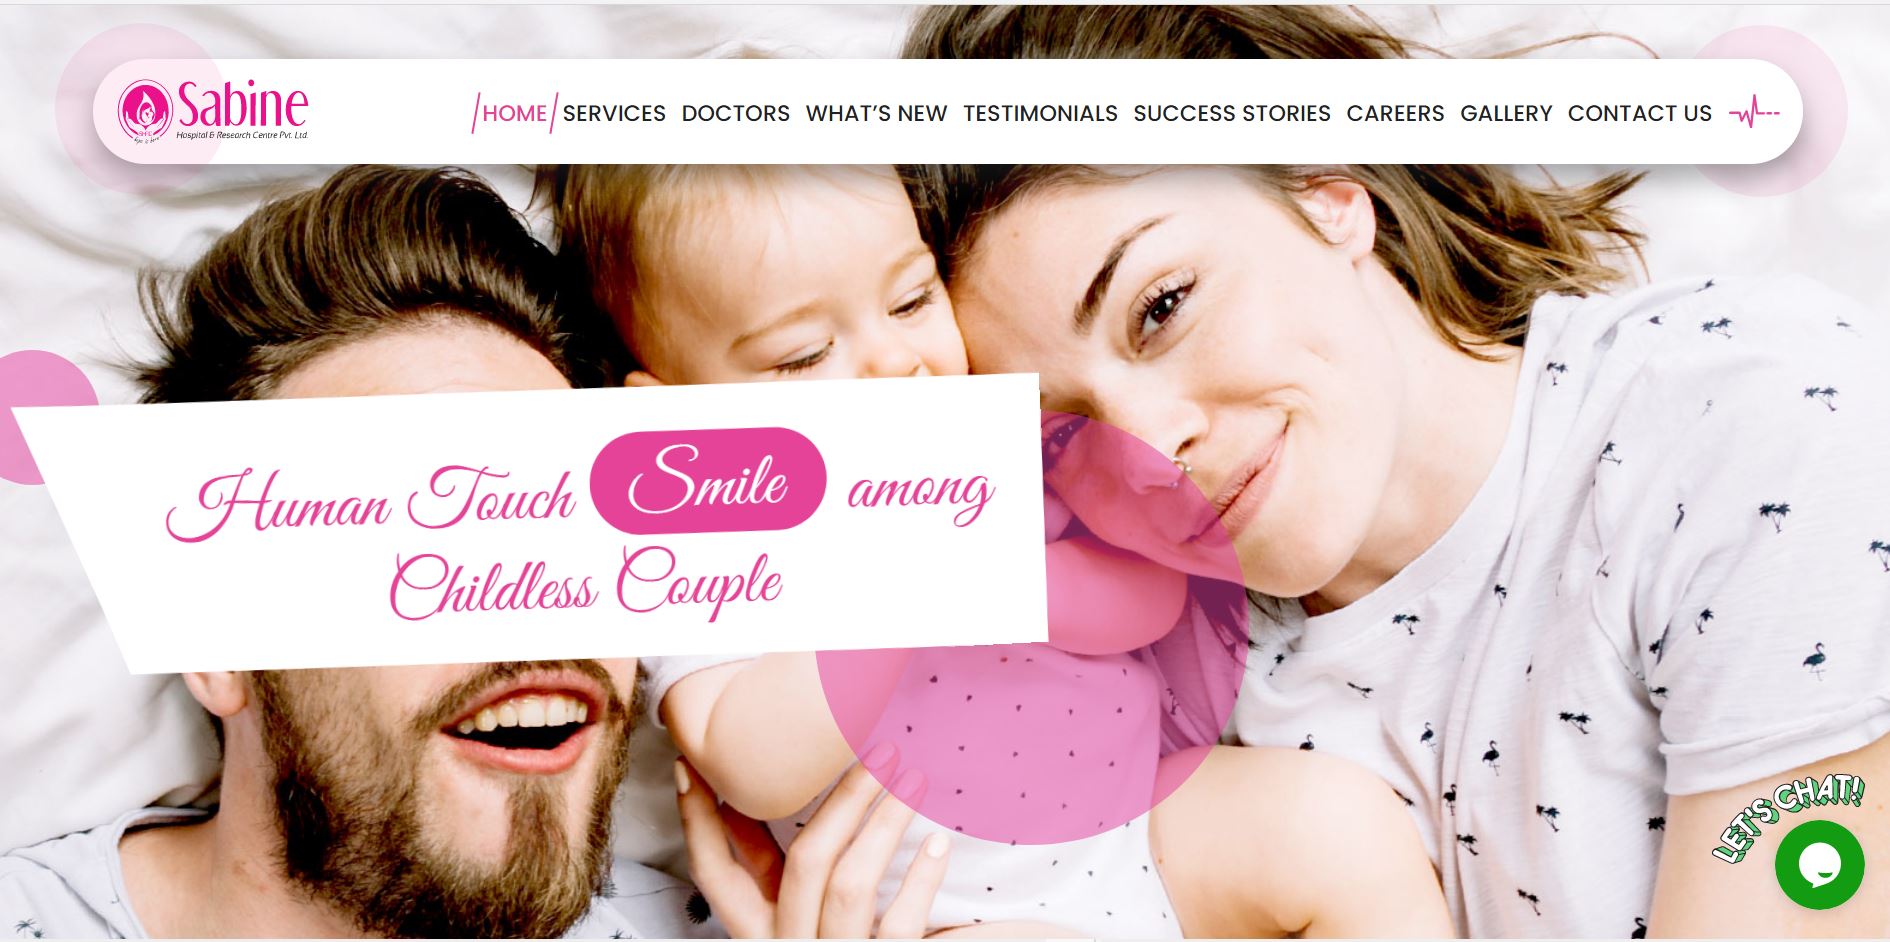 Sabine
Hospital & Research Centre Pvt. Ltd.
HOME SERVICES DOCTORS WHAT’S NEW TESTIMONIALS SUCCESS STORIES CAREERS GALLERY CONTACT US
Human Touch Smile among
Childless Couple
LET'S CHAT!